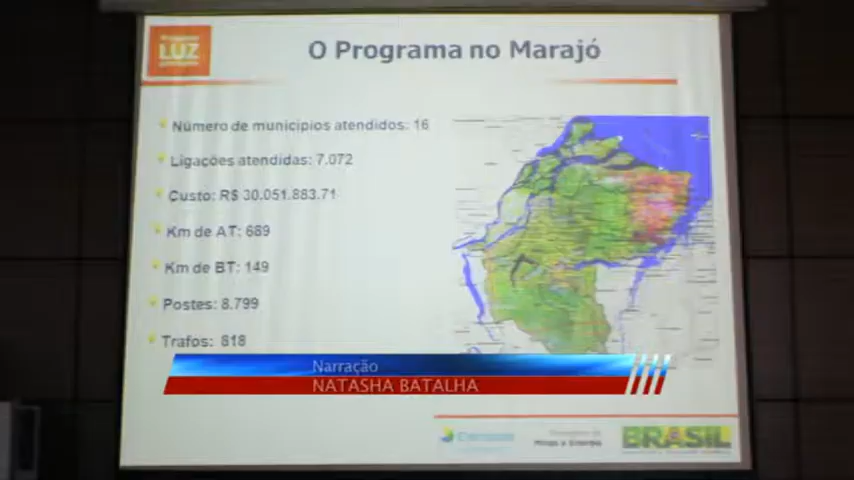 LUZ
O Programa no Marajó
Número de municípios atendidos: 16
Ligações atendidas: 7.072
Custo: R$ 30.051.883.71
Km de AT: 689
Km de BT: 149
Postes: 8.799
Trafos: 818
Narração
NATASHA BATALHA
Minas e Energia
BRASIL